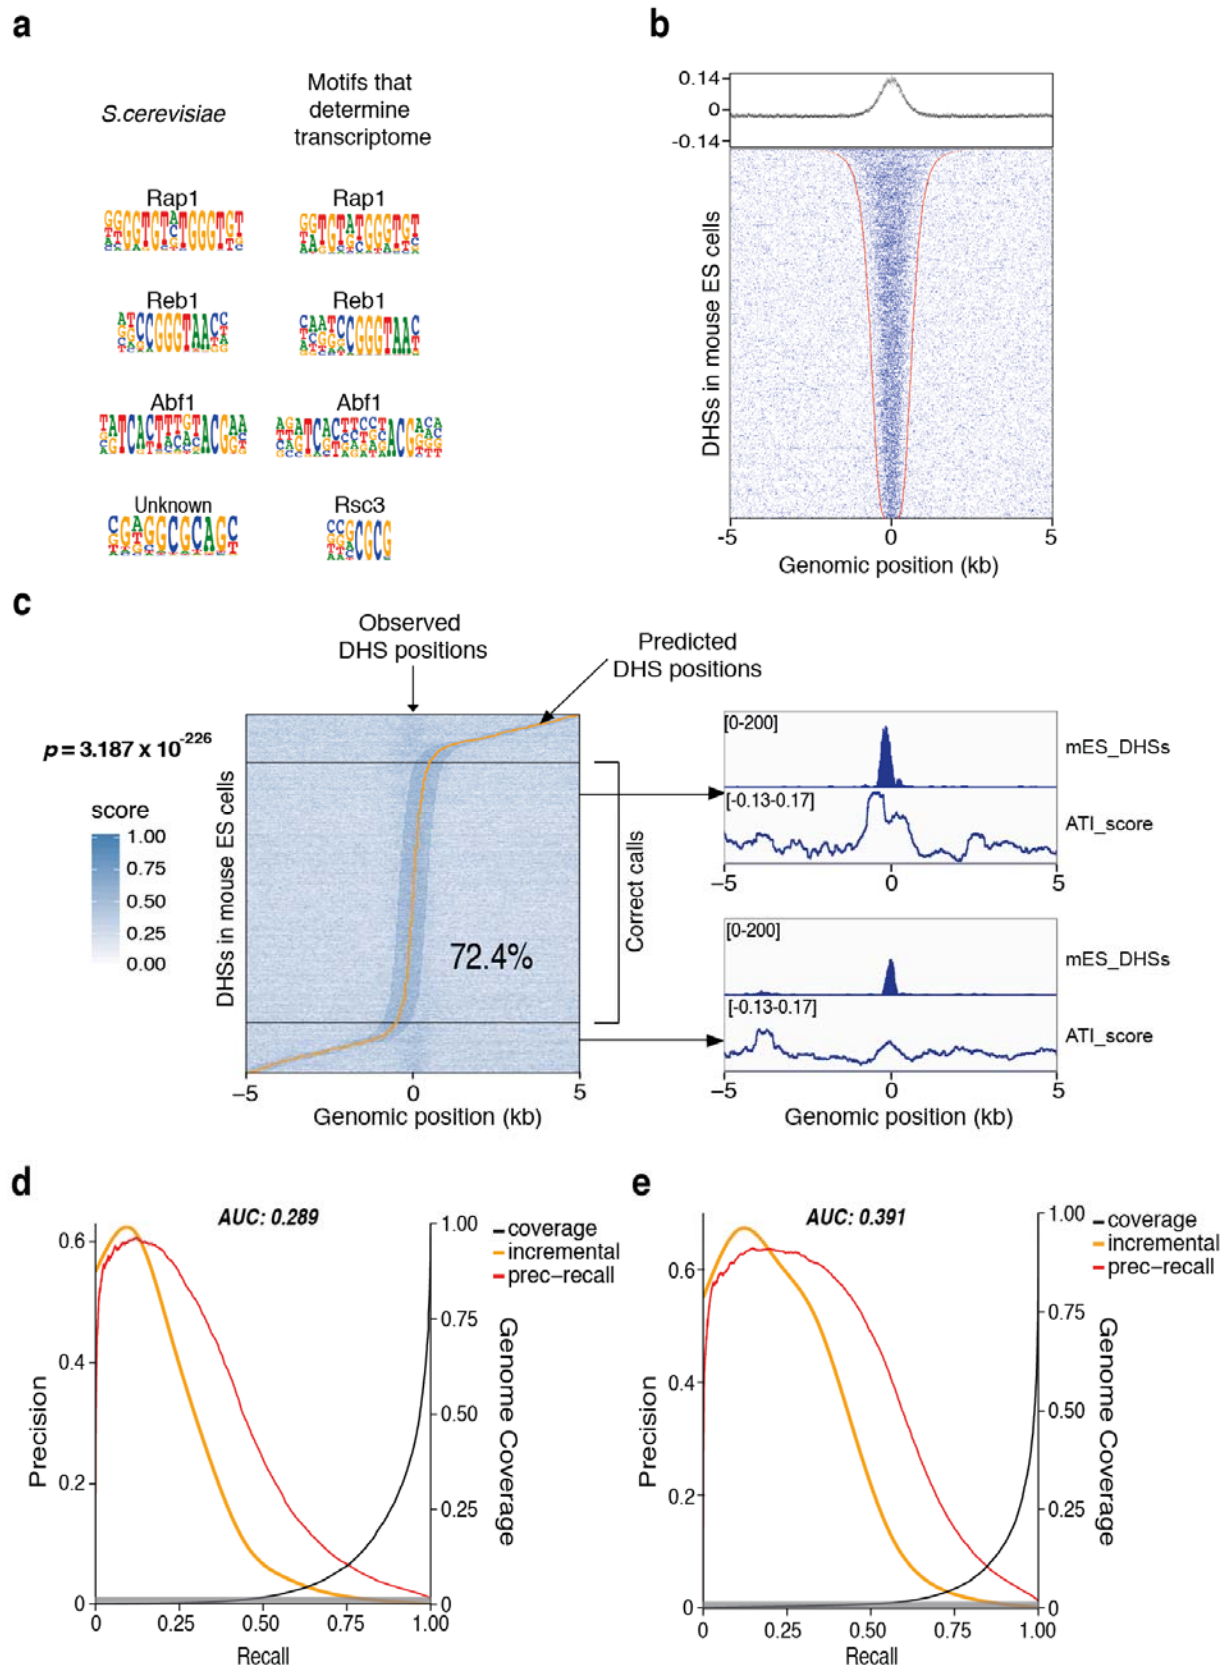 a
S.cerevisiae
Motifs that
determine
transcriptome
Rap1
Rap1
Reb1
Reb1
Abf1
Abf1
Unknown
Rsc3
b
0.14
0
-0.14
DHSs in mouse ES cells
-5
0
5
Genomic position (kb)
c
Observed
DHS positions
Predicted
DHS positions
p = 3.187 x 10-226
score
1.00
0.75
0.50
0.25
0.00
DHSs in mouse ES cells
72.4%
Correct calls
−5
0
5
Genomic position (kb)
[0-200]
mES_DHSs
[-0.13-0.17]
ATI_score
−5
0
5
[0-200]
mES_DHSs
[-0.13-0.17]
ATI_score
−5
0
5
Genomic position (kb)
d
AUC: 0.289
coverage
incremental
prec−recall
Precision
0.6
0.4
0.2
0
Genome Coverage
1.00
0.75
0.50
0.25
0
0
0.25
0.50
0.75
1.00
Recall
e
AUC: 0.391
coverage
incremental
prec−recall
Precision
0.6
0.4
0.2
0
Genome Coverage
1.00
0.75
0.50
0.25
0
0
0.25
0.50
0.75
1.00
Recall